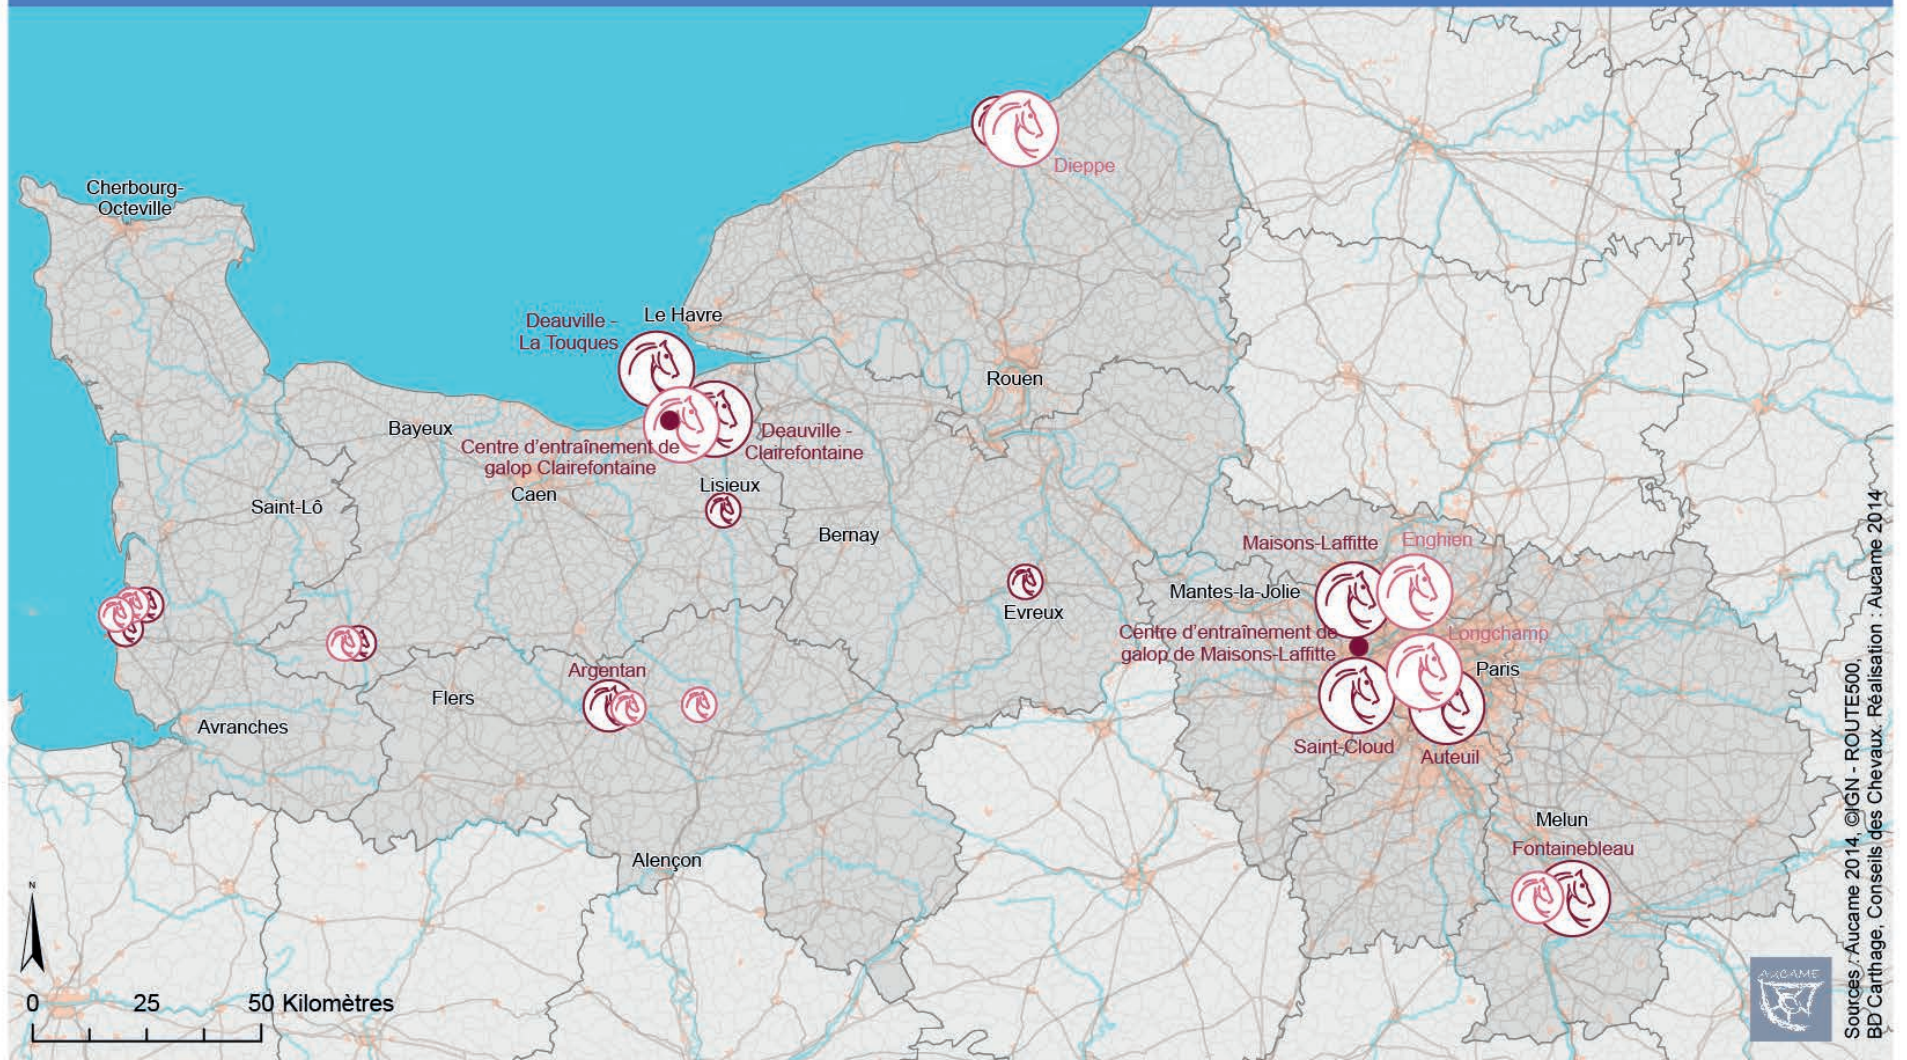 Dieppe
Cherbourg-
Octeville
Deauville -
La Touques
Le Havre
Rouen
Bayeux
Centre d'entraînement de
galop Clairefontaine
Deauville -
Clairefontaine
Caen
Lisieux
Saint-Lô
Bernay
Evreux
Maisons-Laffitte
Enghien
Mantes-la-Jolie
Centre d'entraînement de
galop de Maisons-Laffitte
Longchamp
Paris
Saint-Cloud
Auteuil
Argentan
Flers
Avranches
Melun
Fontainebleau
Alençon
N
0 25 50 Kilomètres
AUCAME
Sources : Aucame 2014, ©IGN - ROUTE500,
BD Carthage, Conseils des Chevaux. Réalisation : Aucame 2014